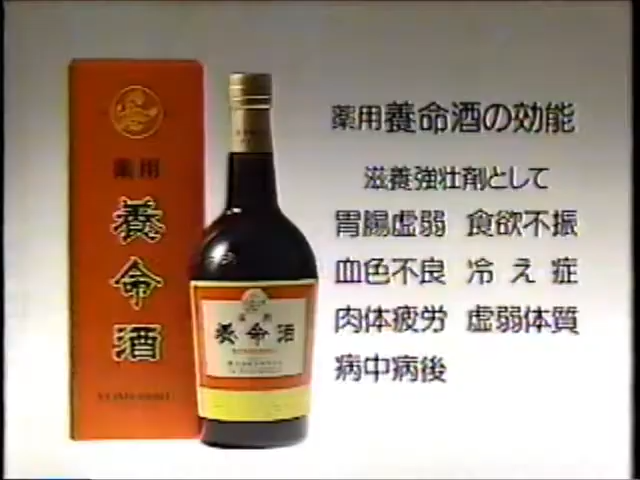 薬用
養
命
酒
薬用
養命酒
薬用養命酒の効能
滋養強壮剤として
胃腸虚弱 食欲不振
血色不良 冷え症
肉体疲労 虚弱体質
病中病後